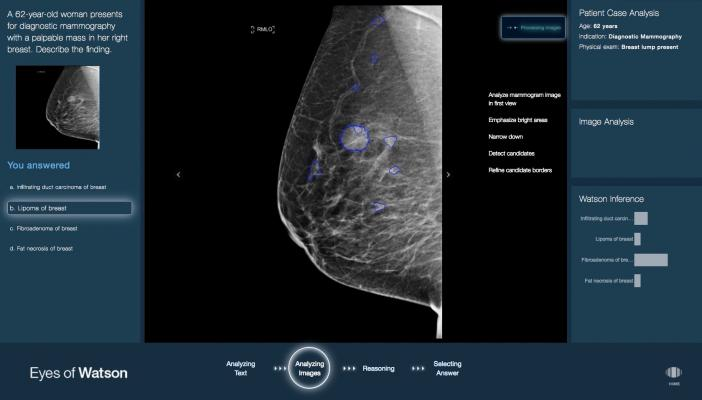 A 62-year-old woman presents
for diagnostic mammography
with a palpable mass in her right
breast. Describe the finding.
You answered
a. Infiltrating duct carcinoma of breast
b. Lipoma of breast
c. Fibroadenoma of breast
d. Fat necrosis of breast
RMLO
Processing images
Analyze mammogram image
in first view
Emphasize bright areas
Narrow down
Detect candidates
Refine candidate borders
Patient Case Analysis
Age: 62 years
Indication: Diagnostic Mammography
Physical exam: Breast lump present
Image Analysis
Watson Inference
Infiltrating duct carcin...
Lipoma of breast
Fibroadenoma of bre...
Fat necrosis of breast
Eyes of Watson
Analyzing
Text
Analyzing
Images
Reasoning
Selecting
Answer
HOME